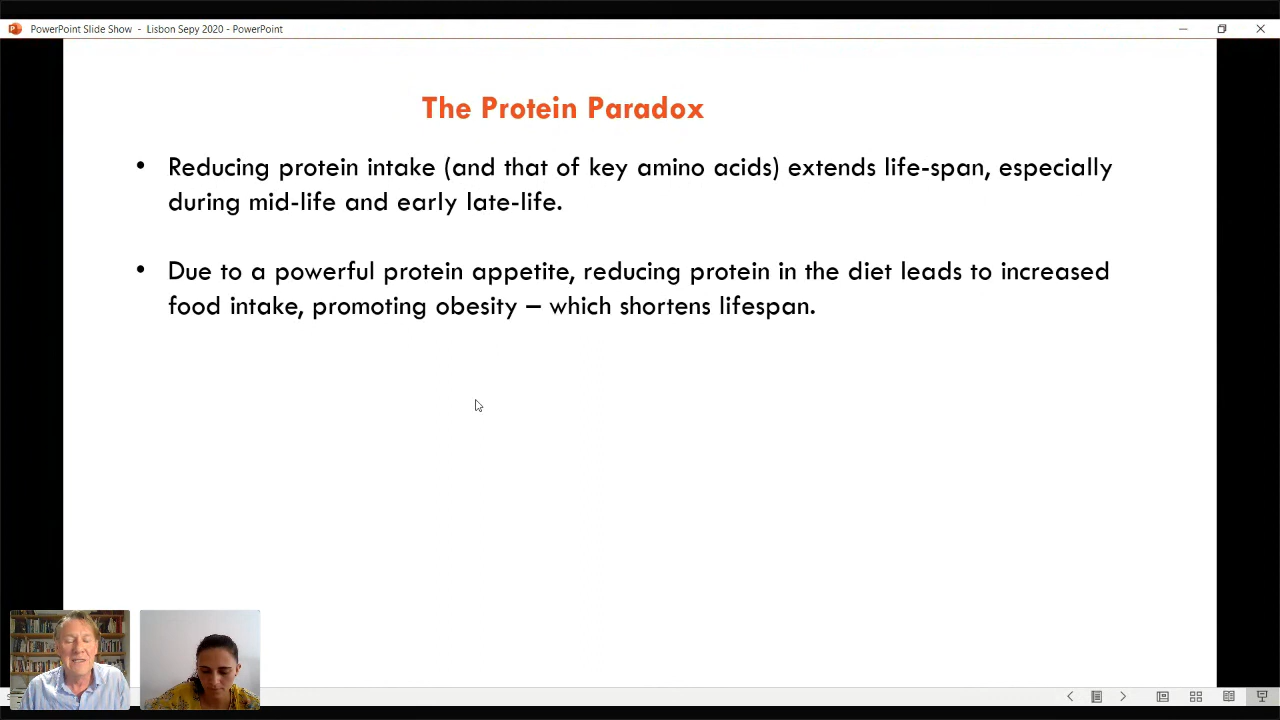 PowerPoint Slide Show - Lisbon Sepy 2020 - PowerPoint
The Protein Paradox
• Reducing protein intake (and that of key amino acids) extends life-span, especially
during mid-life and early late-life.
• Due to a powerful protein appetite, reducing protein in the diet leads to increased
food intake, promoting obesity – which shortens lifespan.